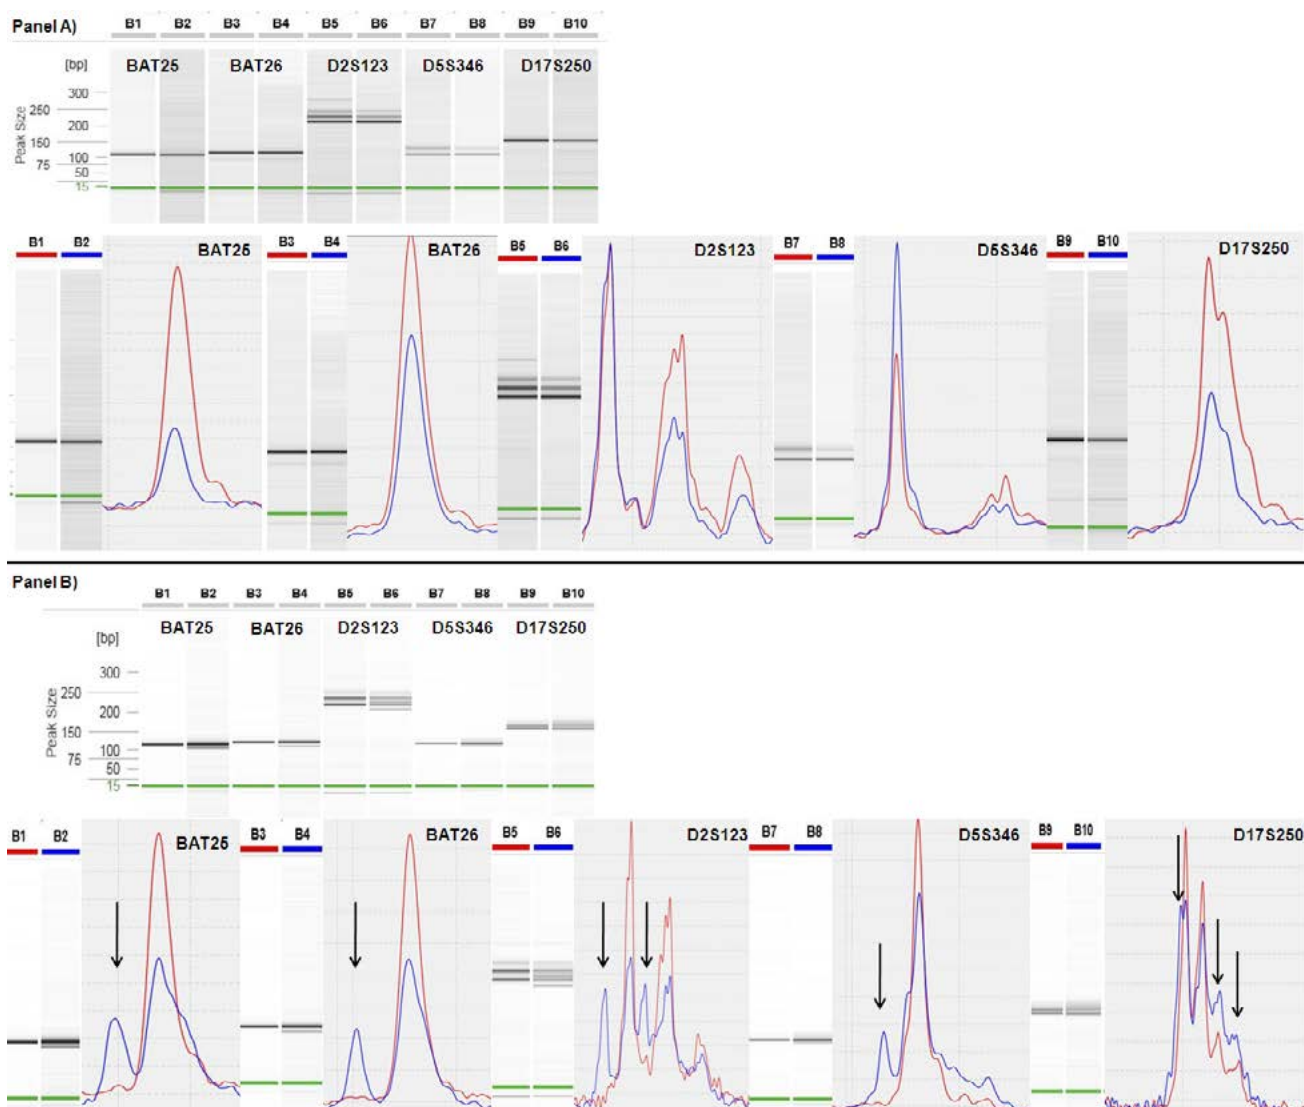 Panel A)
B1 B2 B3 B4 B5 B6 B7 B8 B9 B10
[bp] BAT25 BAT26 D2S123 D5S346 D17S250
Peak Size
300
250
200
150
100
75
50
15
B1 B2 BAT25 B3 B4 BAT26 B5 B6 D2S123 B7 B8 D5S346 B9 B10 D17S250
Panel B)
B1 B2 B3 B4 B5 B6 B7 B8 B9 B10
[bp] BAT25 BAT26 D2S123 D5S346 D17S250
Peak Size
300
250
200
150
100
75
50
15
B1 B2 BAT25 B3 B4 BAT26 B5 B6 D2S123 B7 B8 D5S346 B9 B10 D17S250